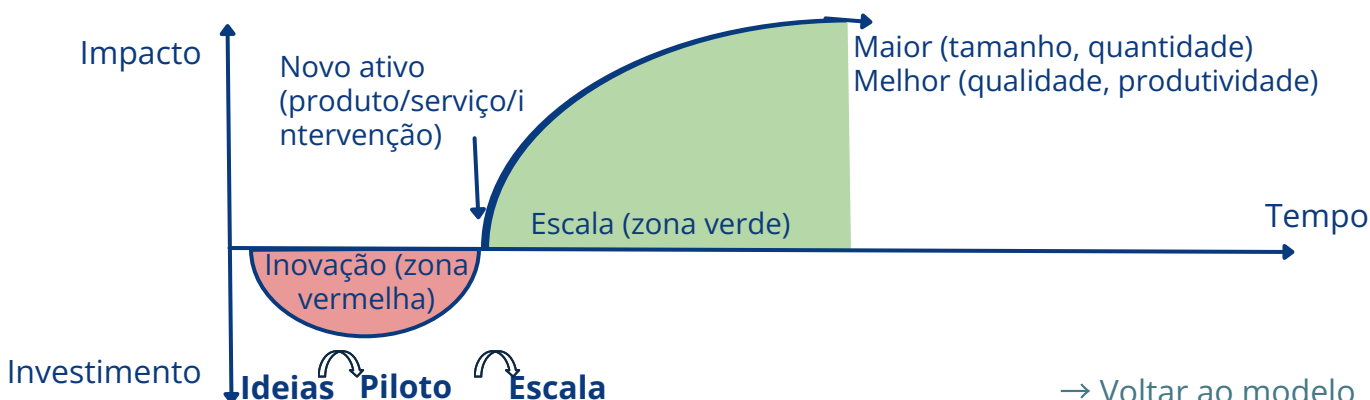 Impacto
Novo ativo
(produto/serviço/i
ntervenção)
Maior (tamanho, quantidade)
Melhor (qualidade, produtividade)
Escala (zona verde)
Tempo
Inovação (zona
vermelha)
Investimento
Ideias Piloto Escala
→ Voltar ao modelo